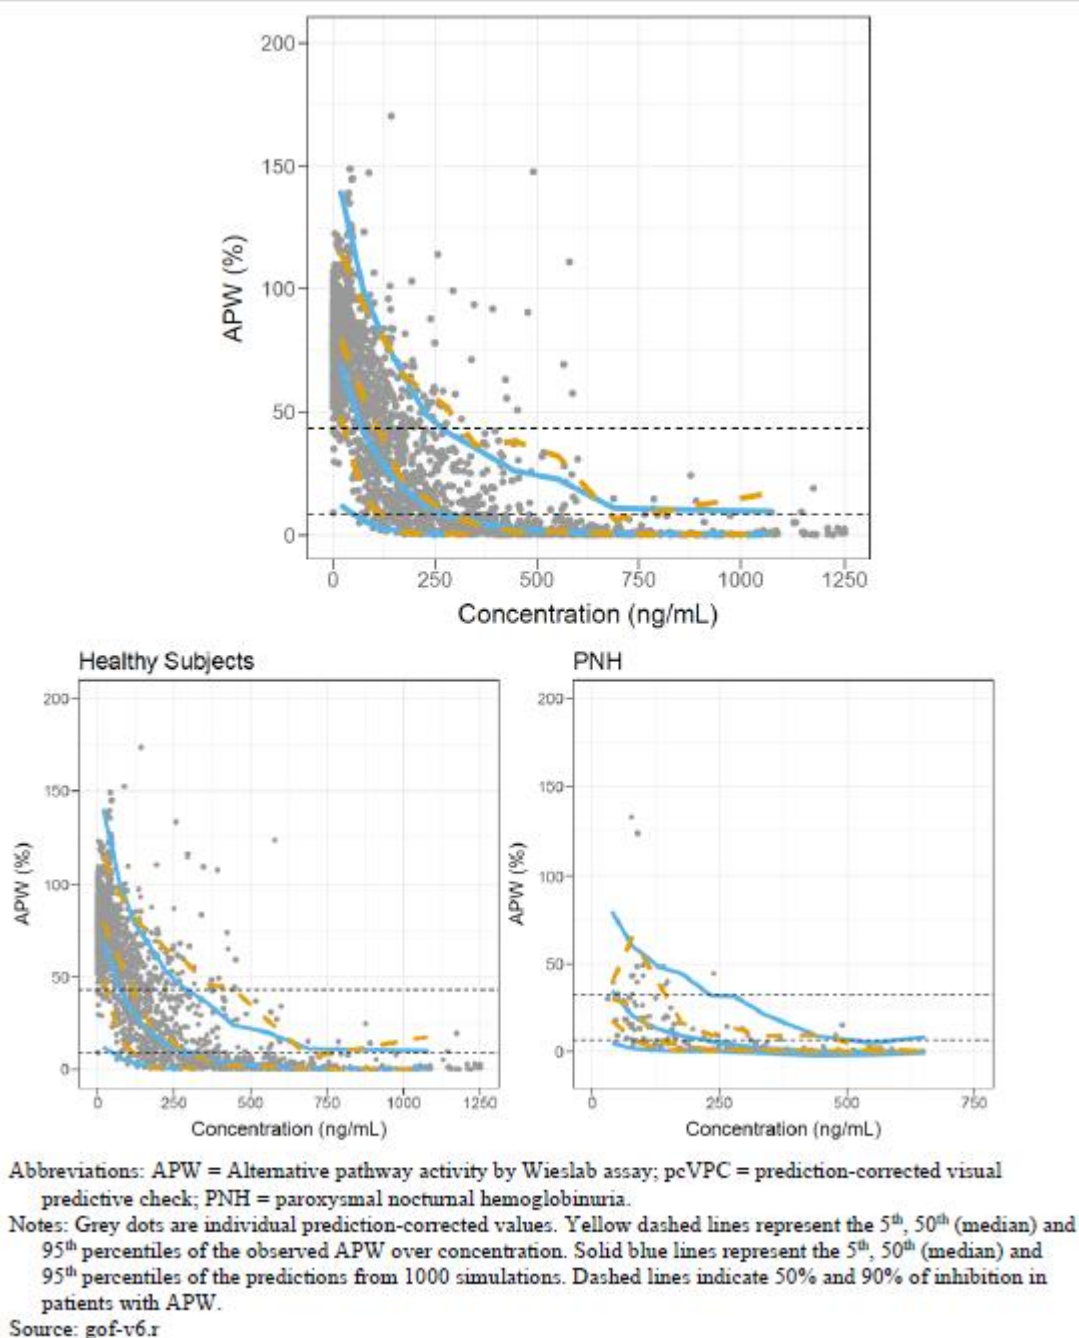 200
150
100
50
0
APW (%)
0 250 500 750 1000 1250
Concentration (ng/mL)
Healthy Subjects
200
150
100
50
0
APW (%)
0 250 500 750 1000 1250
Concentration (ng/mL)
PNH
200
150
100
50
0
APW (%)
0 250 500 750
Concentration (ng/mL)
Abbreviations: APW = Alternative pathway activity by Wieslab assay; pcVPC = prediction-corrected visual
predictive check; PNH = paroxysmal nocturnal hemoglobinuria.
Notes: Grey dots are individual prediction-corrected values. Yellow dashed lines represent the 5th, 50th (median) and
95th percentiles of the observed APW over concentration. Solid blue lines represent the 5th, 50th (median) and
95th percentiles of the predictions from 1000 simulations. Dashed lines indicate 50% and 90% of inhibition in
patients with APW.
Source: gof-v6.r